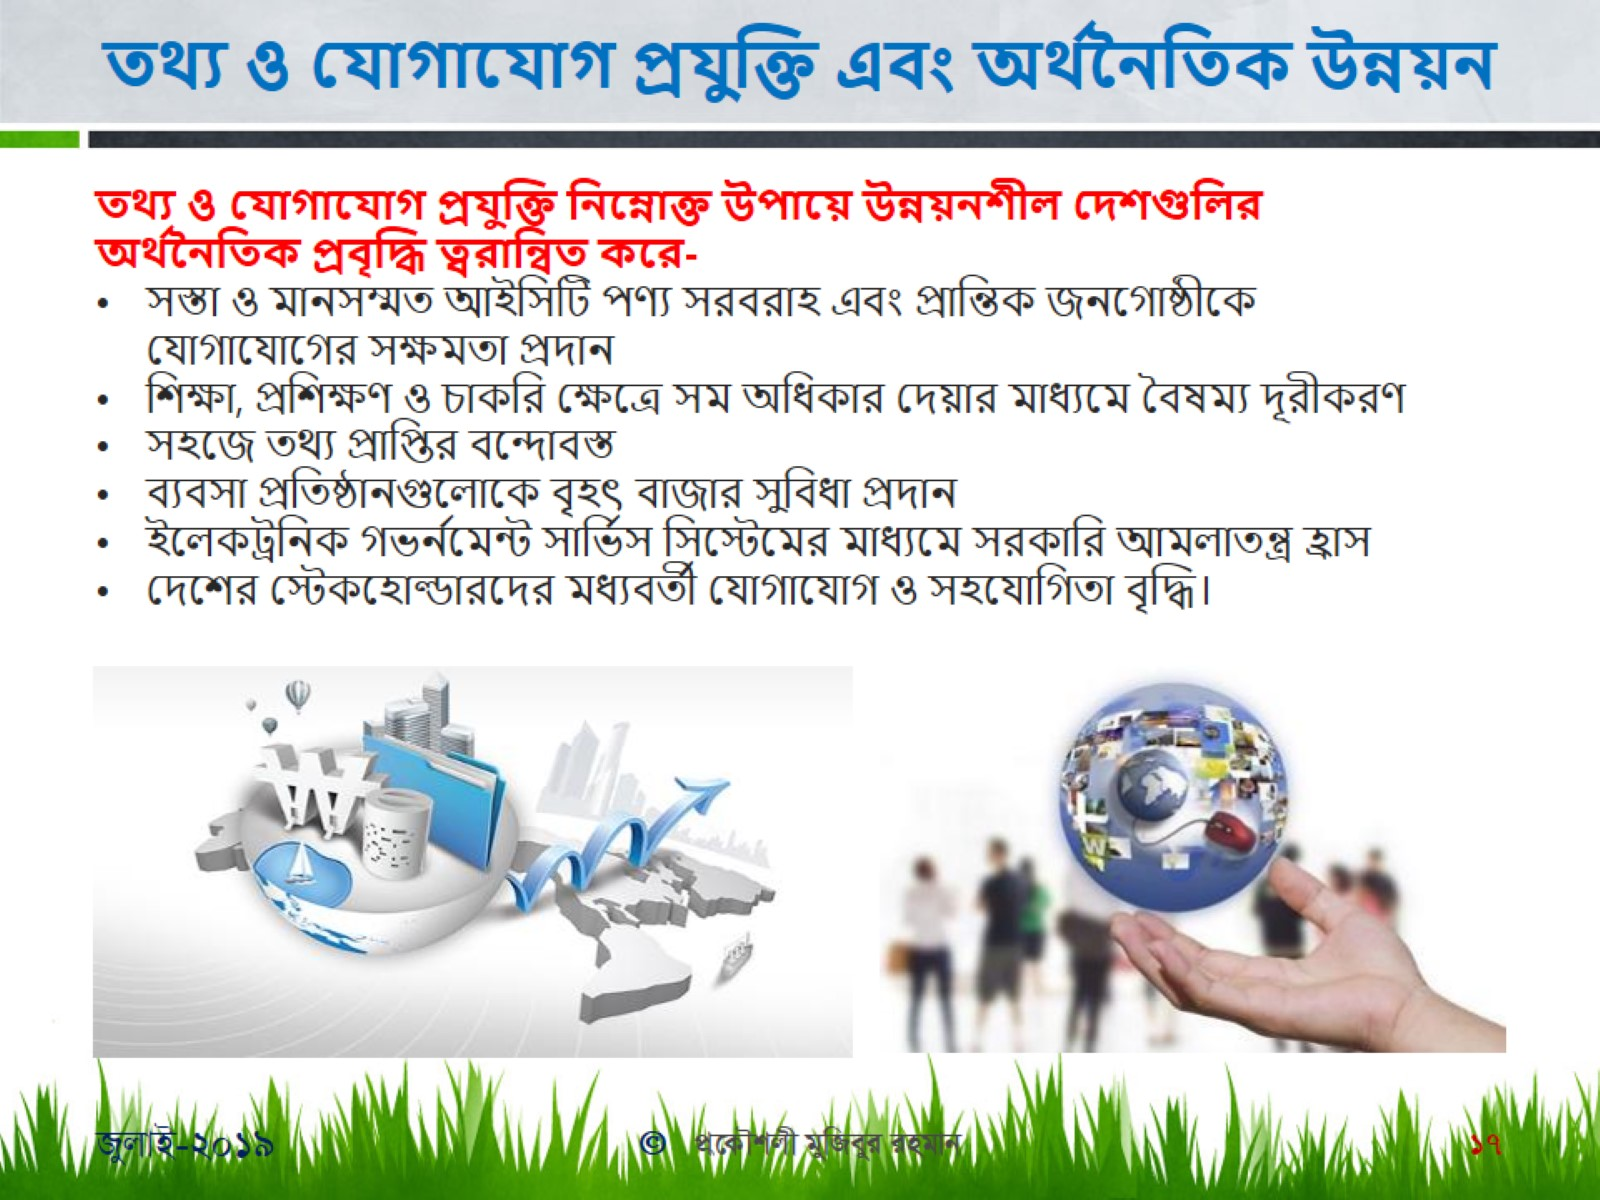 তথ্য ও যোগাযোগ প্রযুক্তি এবং অর্থনৈতিক উন্নয়ন
তথ্য ও যোগাযোগ প্রযুক্তি নিম্নোক্ত উপায়ে উন্নয়নশীল দেশগুলির
অর্থনৈতিক প্রবৃদ্ধি ত্বরান্বিত করে-
• সস্তা ও মানসম্মত আইসিটি পণ্য সরবরাহ এবং প্রান্তিক জনগোষ্ঠীকে
যোগাযোগের সক্ষমতা প্রদান
• শিক্ষা, প্রশিক্ষণ ও চাকরি ক্ষেত্রে সম অধিকার দেয়ার মাধ্যমে বৈষম্য দূরীকরণ
• সহজে তথ্য প্রাপ্তির বন্দোবস্ত
• ব্যবসা প্রতিষ্ঠানগুলোকে বৃহৎ বাজার সুবিধা প্রদান
• ইলেকট্রনিক গভর্নমেন্ট সার্ভিস সিস্টেমের মাধ্যমে সরকারি আমলাতন্ত্র হ্রাস
• দেশের স্টেকহোল্ডারদের মধ্যবর্তী যোগাযোগ ও সহযোগিতা বৃদ্ধি।
W
জুলাই-২০১৯
© প্রকৌশলী মুজিবুর রহমান
১৭